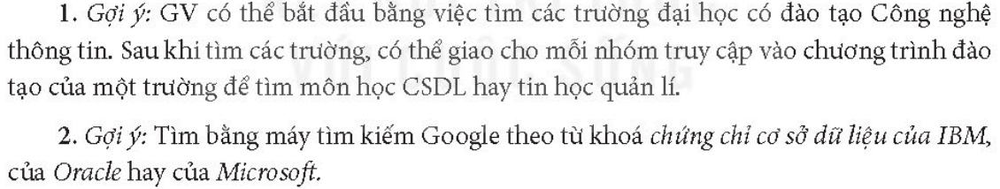 1. Gợi ý: GV có thể bắt đầu bằng việc tìm các trường đại học có đào tạo Công nghệ
thông tin. Sau khi tìm các trường, có thể giao cho mỗi nhóm truy cập vào chương trình đào
tạo của một trường để tìm môn học CSDL hay tin học quản lí.
2. Gợi ý: Tìm bằng máy tìm kiếm Google theo từ khoá chứng chỉ cơ sở dữ liệu của IBM,
của Oracle hay của Microsoft.